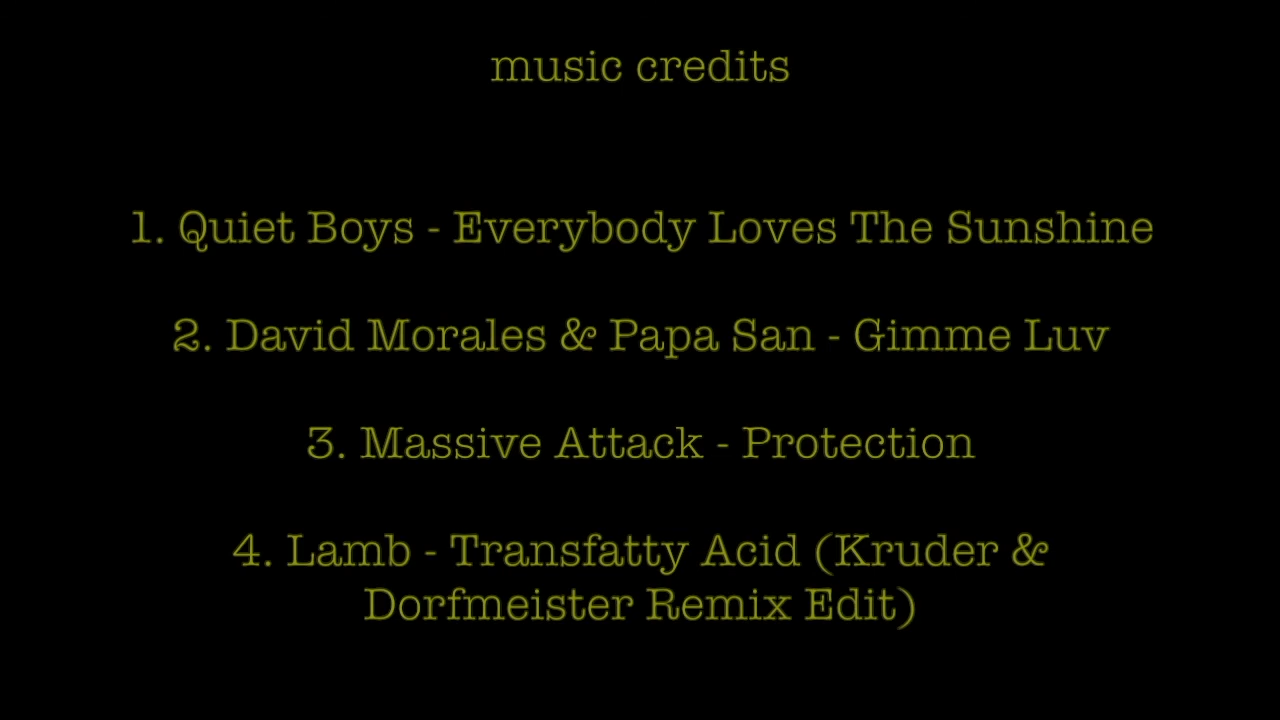 music credits
1. Quiet Boys - Everybody Loves The Sunshine
2. David Morales & Papa San - Gimme Luv
3. Massive Attack - Protection
4. Lamb - Transfatty Acid (Kruder &
Dorfmeister Remix Edit)